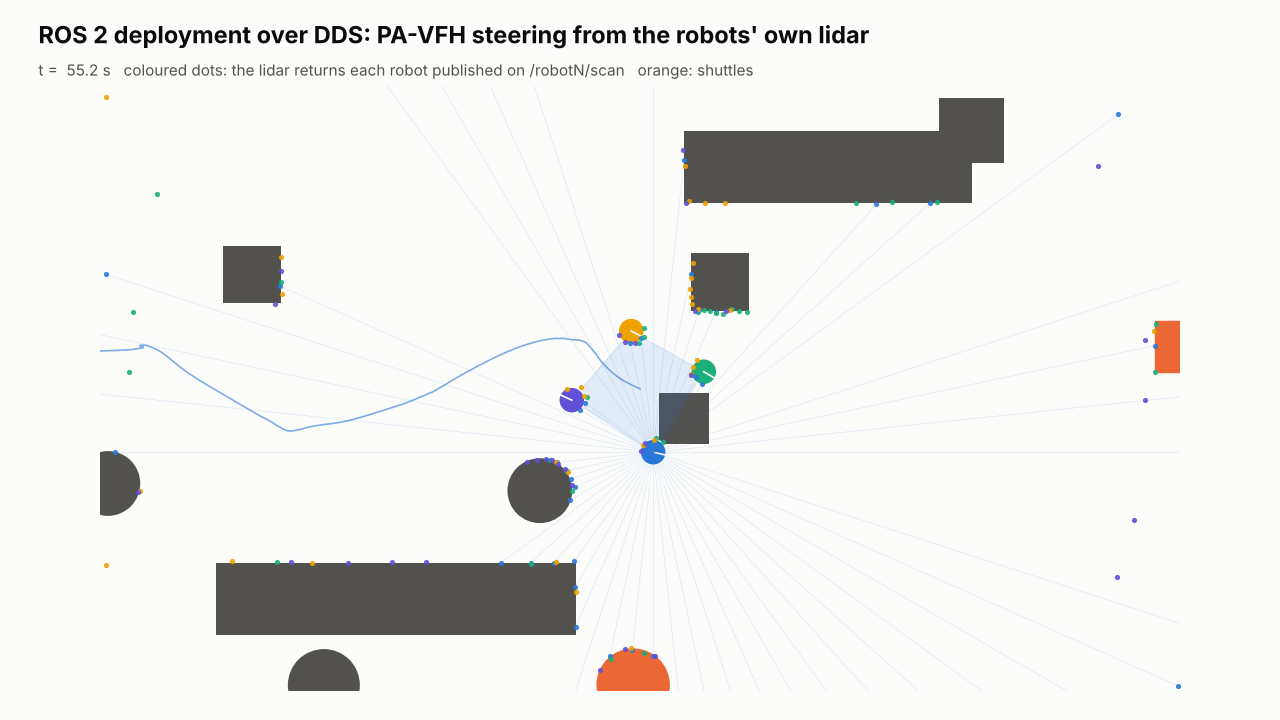 ROS 2 deployment over DDS: PA-VFH steering from the robots' own lidar
t =  55.2 s   coloured dots: the lidar returns each robot published on /robotN/scan   orange: shuttles